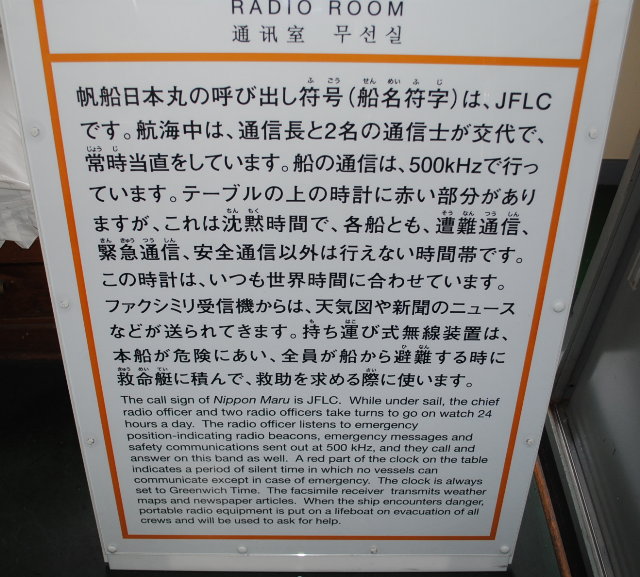 RADIO ROOM
通讯室 무선실
帆船日本丸の呼び出し符号(船名符字)は、JFLC
です。航海中は、通信長と2名の通信士が交代で、
常時当直をしています。船の通信は、500kHzで行っ
ています。テーブルの上の時計に赤い部分があり
ますが、これは沈黙時間で、各船とも、遭難通信、
緊急通信、安全通信以外は行えない時間帯です。
この時計は、いつも世界時間に合わせています。
ファクシミリ受信機からは、天気図や新聞のニュース
などが送られてきます。持ち運び式無線装置は、
本船が危険にあい、全員が船から避難する時に
救命艇に積んで、救助を求める際に使います。
The call sign of Nippon Maru is JFLC. While under sail, the chief
radio officer and two radio officers take turns to go on watch 24
hours a day. The radio officer listens to emergency
position-indicating radio beacons, emergency messages and
safety communications sent out at 500 kHz, and they call and
answer on this band as well. A red part of the clock on the table
indicates a period of silent time in which no vessels can
communicate except in case of emergency. The clock is always
set to Greenwich Time. The facsimile receiver transmits weather
maps and newspaper articles. When the ship encounters danger,
portable radio equipment is put on a lifeboat on evacuation of all
crews and will be used to ask for help.